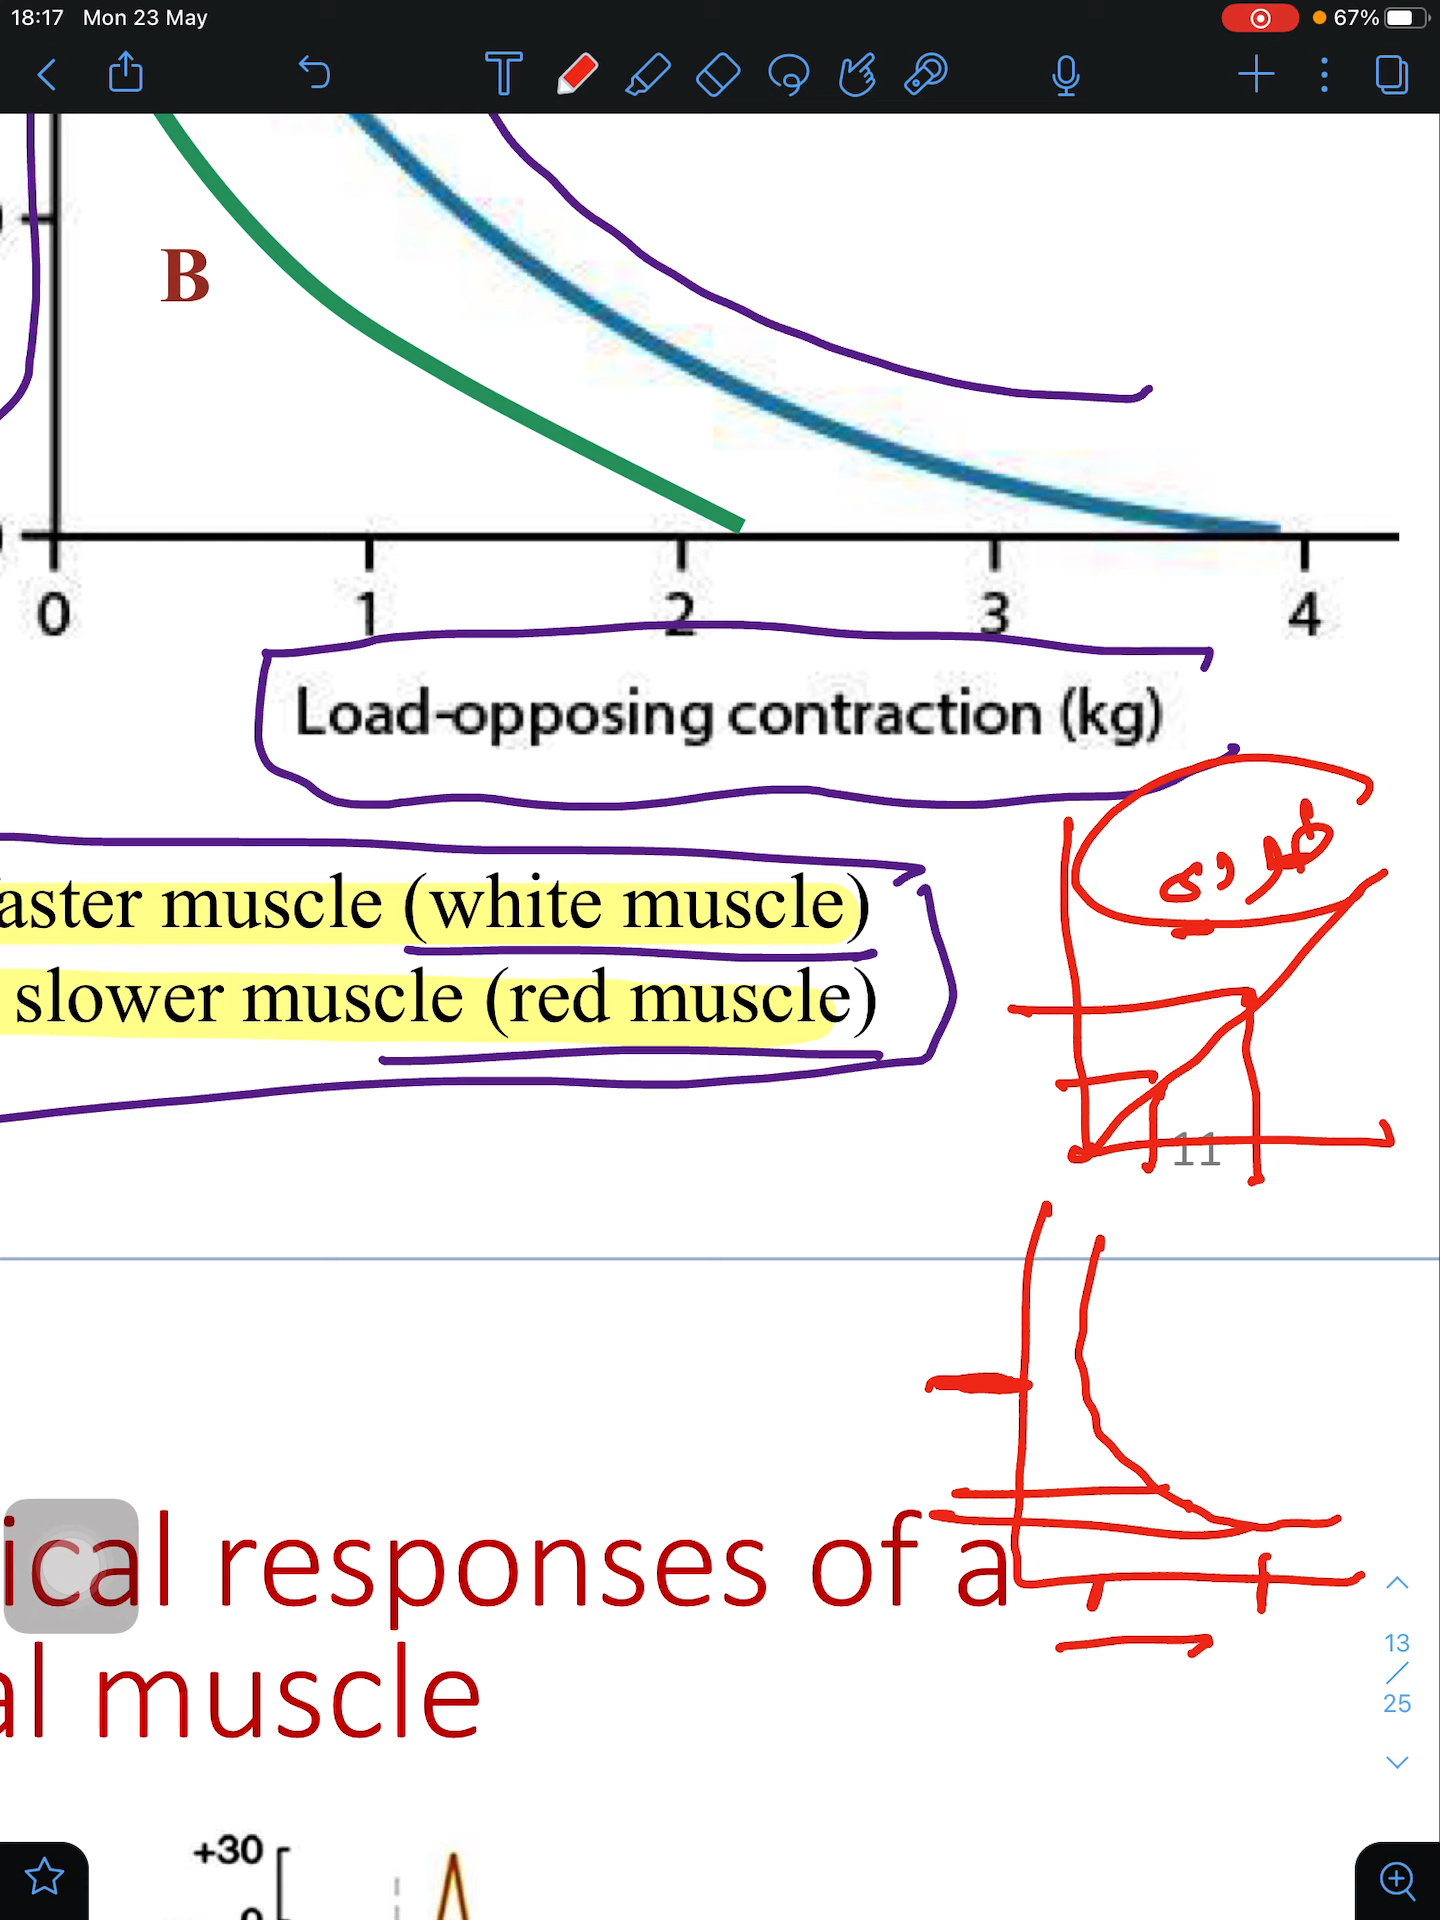 18:17 Mon 23 May
67%
B
0 1 2 3 4
Load-opposing contraction (kg)
aster muscle (white muscle)
slower muscle (red muscle)
11
ical responses of a
al muscle
13
/
25
+30
0